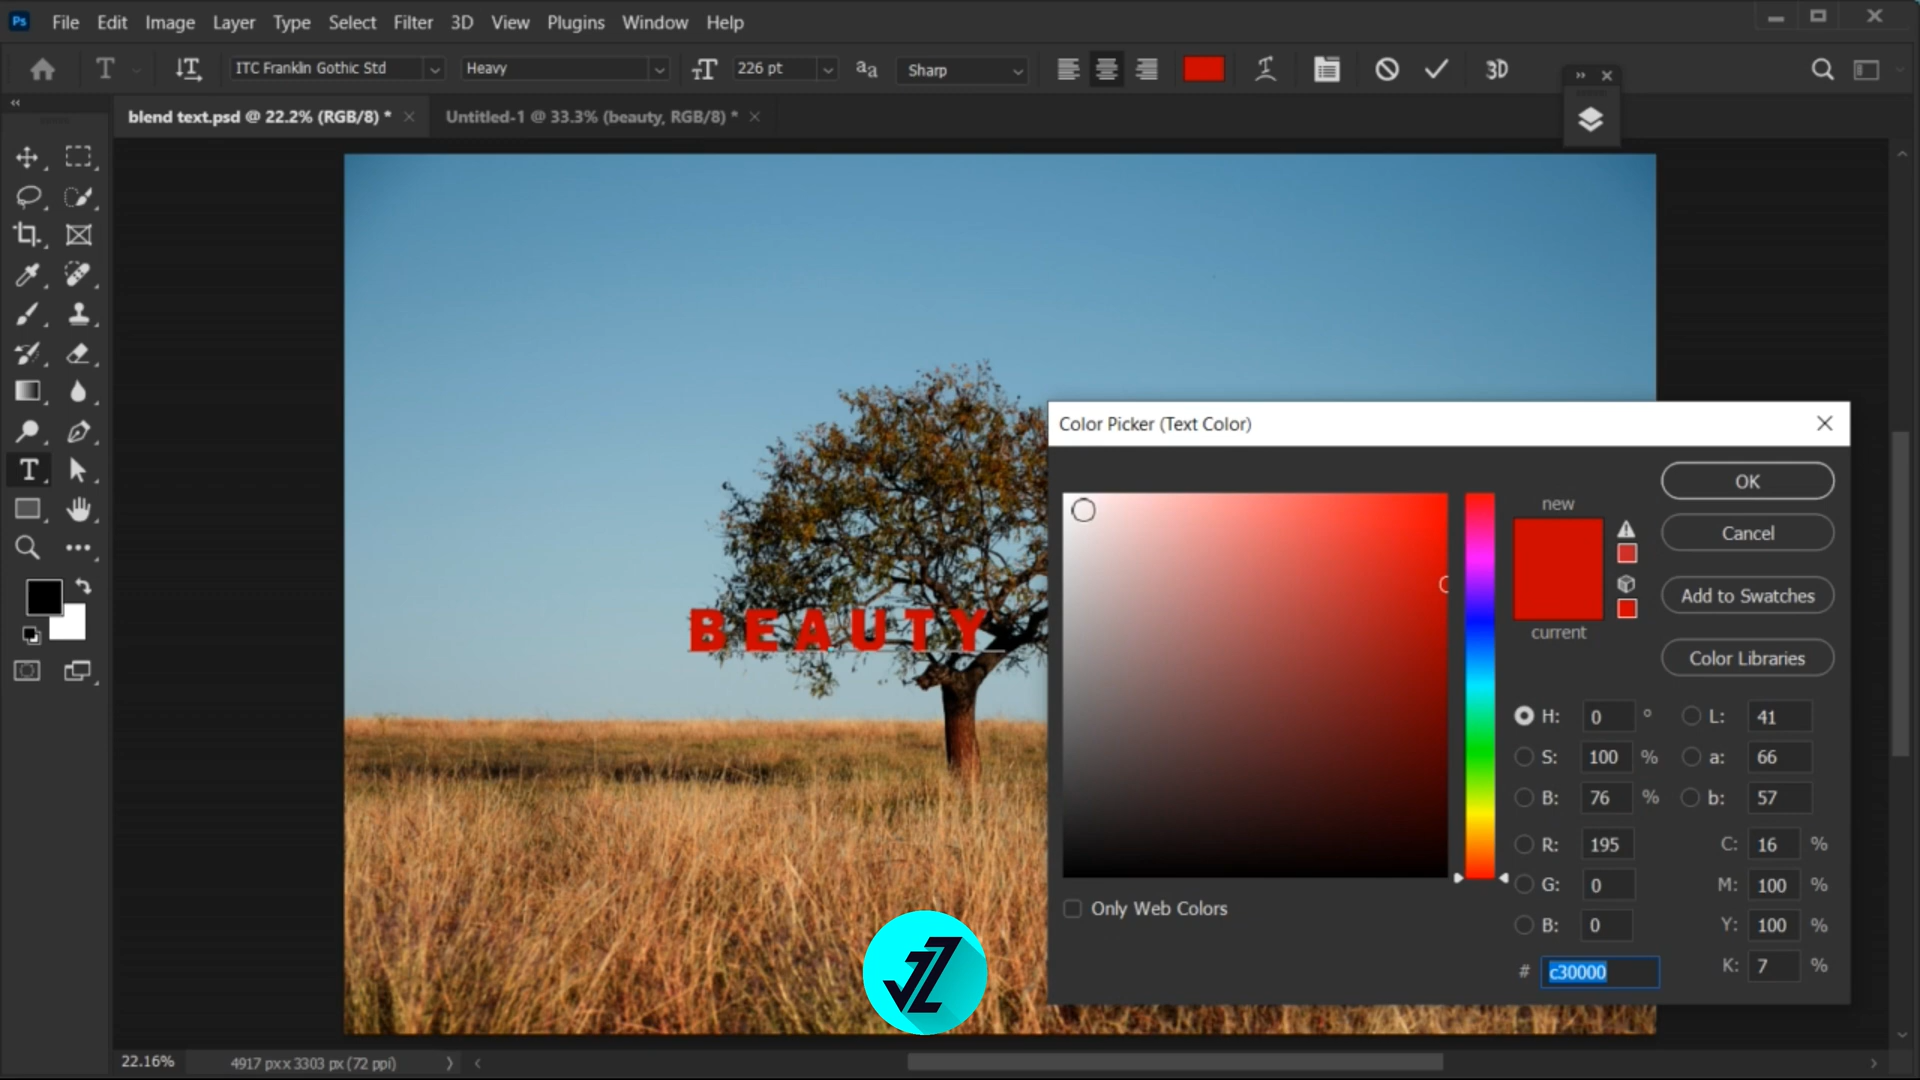 Ps File Edit Image Layer Type Select Filter 3D View Plugins Window Help
T ITC Franklin Gothic Std Heavy 226 pt aa Sharp 3D
blend text.psd @ 22.2% (RGB/8) *
Untitled-1 @ 33.3% (beauty, RGB/8) *
BEAUTY
Color Picker (Text Color)
new
current
OK
Cancel
Add to Swatches
Color Libraries
H: 0 ° L: 41
S: 100 % a: 66
B: 76 % b: 57
R: 195 C: 16 %
G: 0 M: 100 %
B: 0 Y: 100 %
# c30000 K: 7 %
Only Web Colors
22.16% 4917 px x 3303 px (72 ppi)